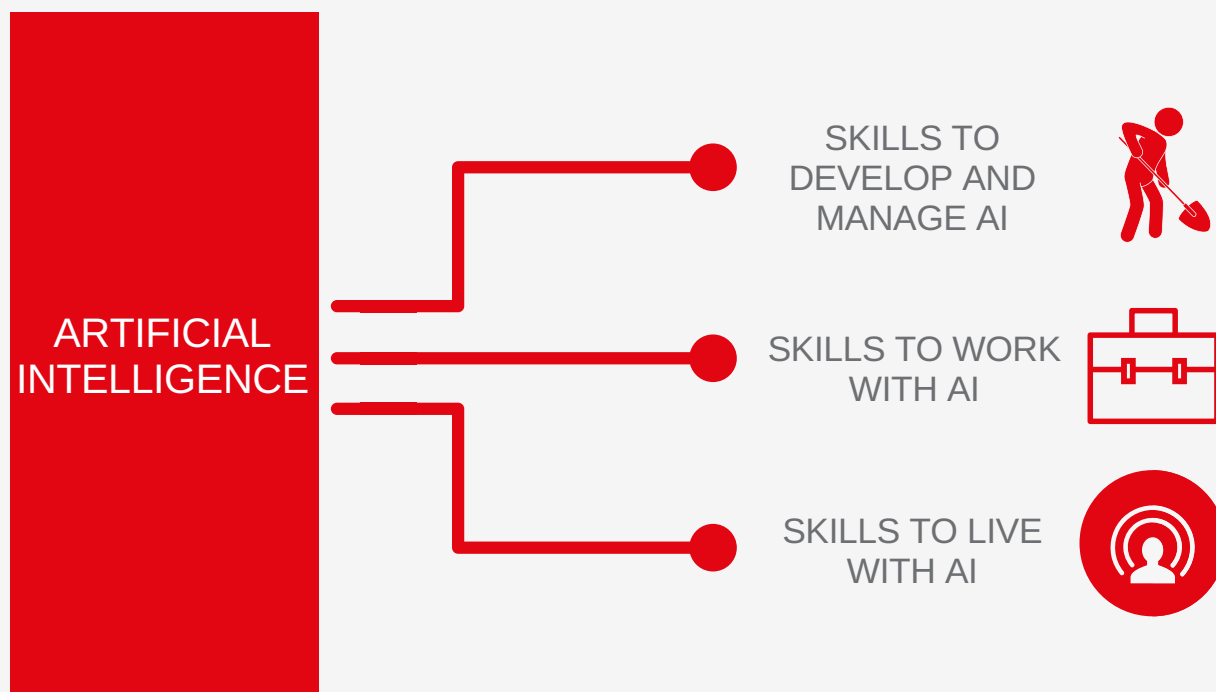 ARTIFICIAL
INTELLIGENCE
SKILLS TO
DEVELOP AND
MANAGE AI
SKILLS TO WORK
WITH AI
SKILLS TO LIVE
WITH AI